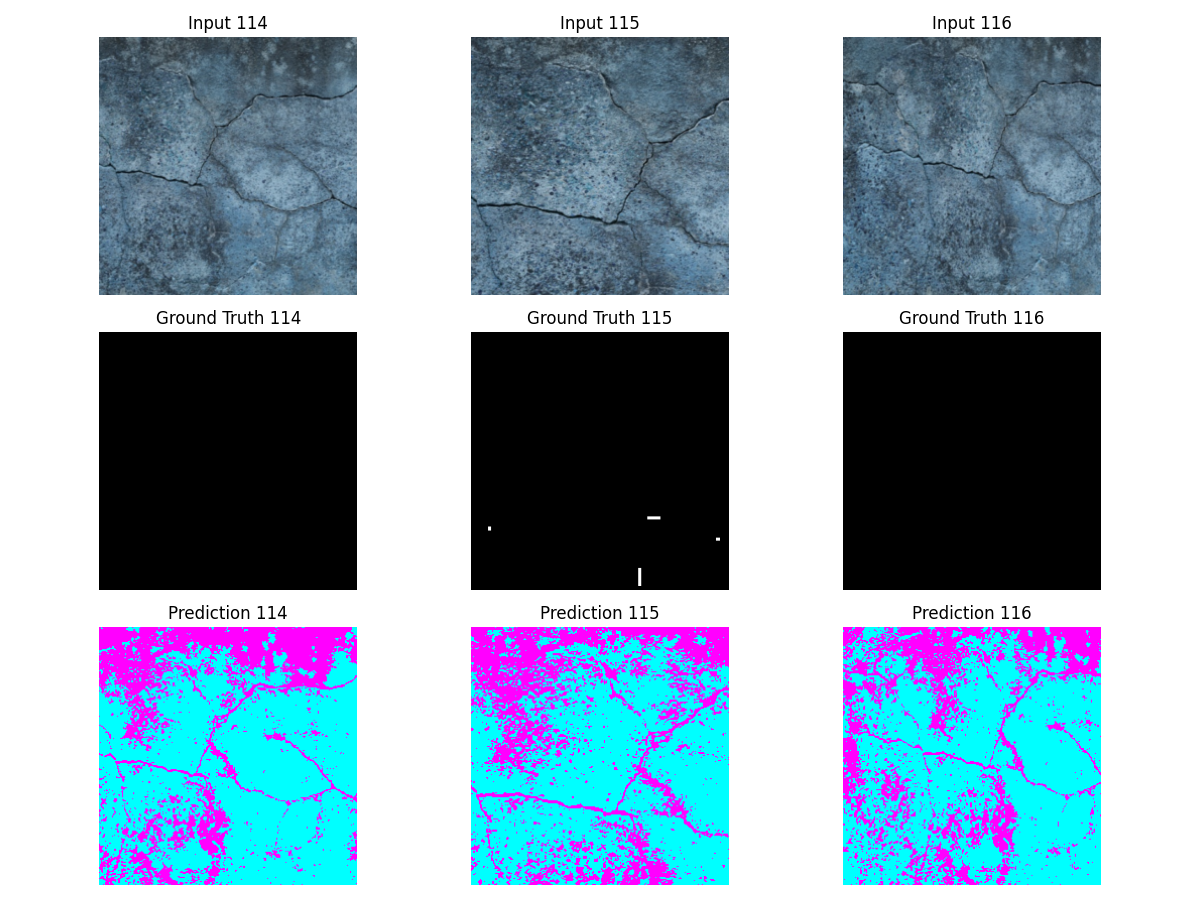 Input 114
Input 115
Input 116
Ground Truth 114
Ground Truth 115
Ground Truth 116
Prediction 114
Prediction 115
Prediction 116